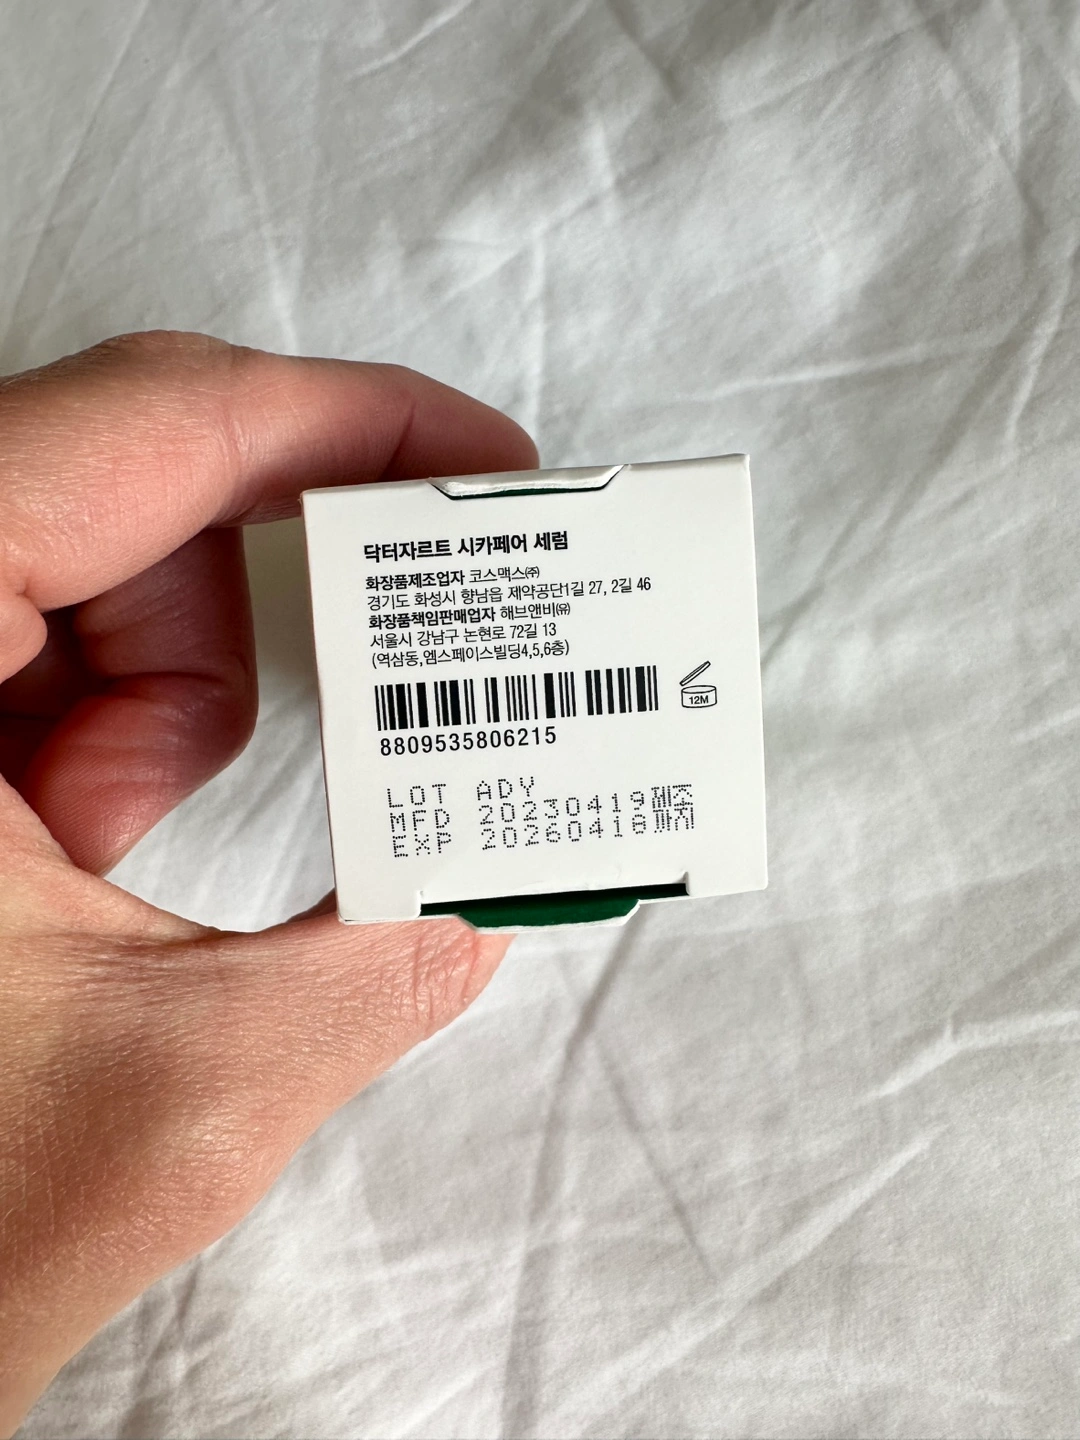 닥터자르트 시카페어 세럼
화장품제조업자 코스맥스㈜
경기도 화성시 향남읍 제약공단1길 27, 2길 46
화장품책임판매업자 해브앤비㈲
서울시 강남구 논현로 72길 13
(역삼동,엠스페이스빌딩4,5,6층)
12M
8809535806215
LOT ADY
MFD 20230419제조
EXP 20260418까지